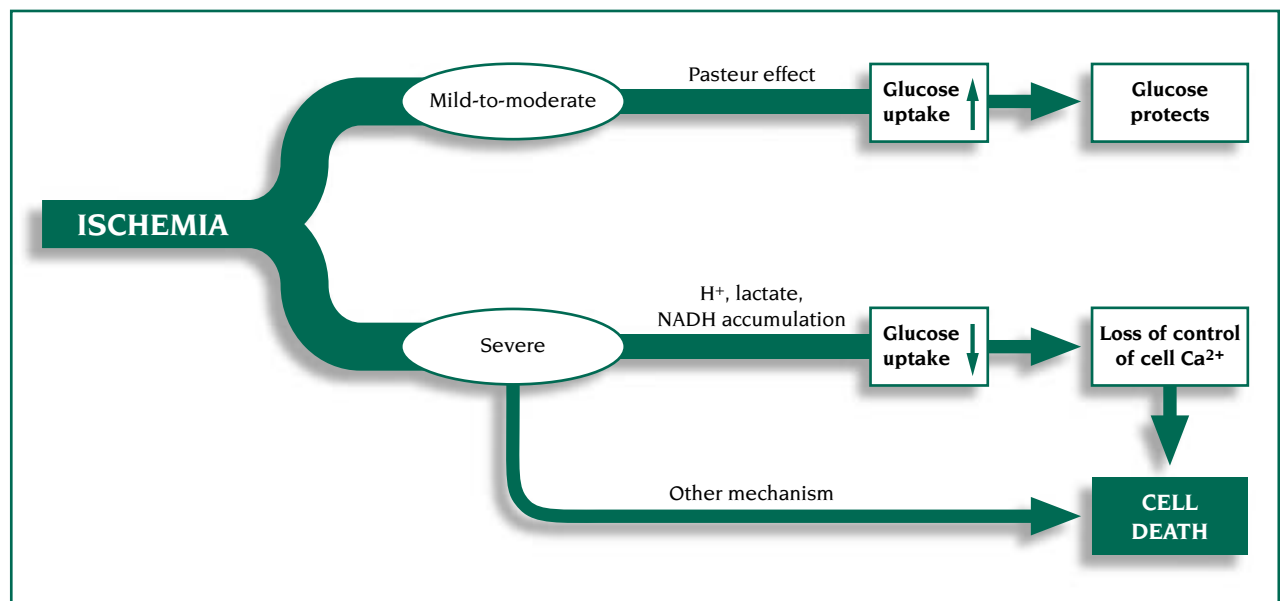 ISCHEMIA
Mild-to-moderate
Pasteur effect
Glucose
uptake
Glucose
protects
Severe
H⁺, lactate,
NADH accumulation
Glucose
uptake
Loss of control
of cell Ca²⁺
Other mechanism
CELL
DEATH